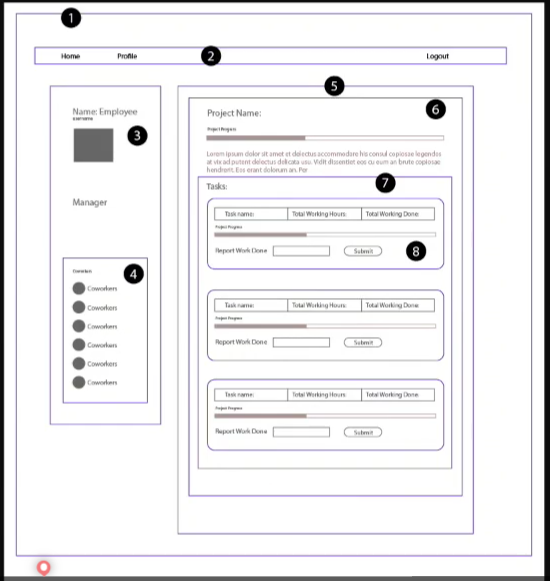 1
2
Home Profile Logout
5
6
Name: Employee
3
Manager
4
Coworkers
Coworkers
Coworkers
Coworkers
Coworkers
Coworkers
Project Name:
Project Progress
Lorem ipsum dolor sit amet et delectus accommodare his consul copiosae legendos
at vix ad putent delectus delicata usu. Vidit dissentiet eos cu eum an brute copiosae
hendrerit. Eos erant dolorum an. Per
7
Tasks:
Task name: Total Working Hours: Total Working Done:
Project Progress
Report Work Done Submit
8
Task name: Total Working Hours: Total Working Done:
Project Progress
Report Work Done Submit
Task name: Total Working Hours: Total Working Done:
Project Progress
Report Work Done Submit